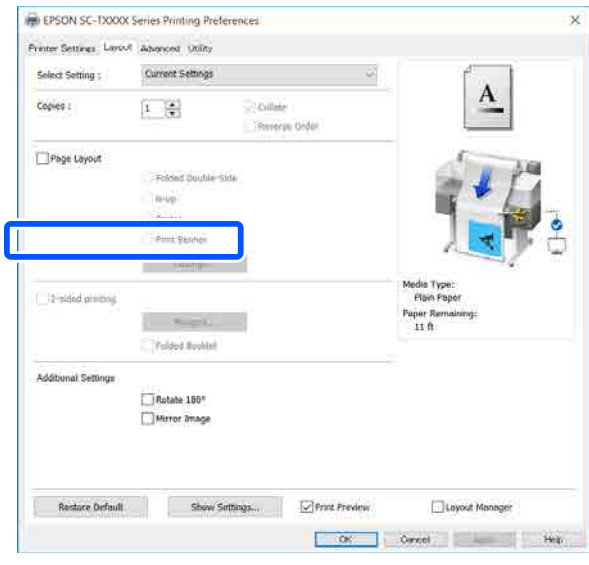 EPSON SC-TXXXX Series Printing Preferences
Printer Settings Layout Advanced Utility
Select Setting : Current Settings
Copies : 1 Collate
Reverse Order
Page Layout
Folded Double-Side
N-up
Print Banner
Settings...
2-sided printing
Folded Booklet
Additional Settings
Rotate 180°
Mirror Image
A
Media Type:
Plain Paper
Paper Remaining:
11 ft
Restore Default Show Settings... Print Preview Layout Manager
OK Cancel Help